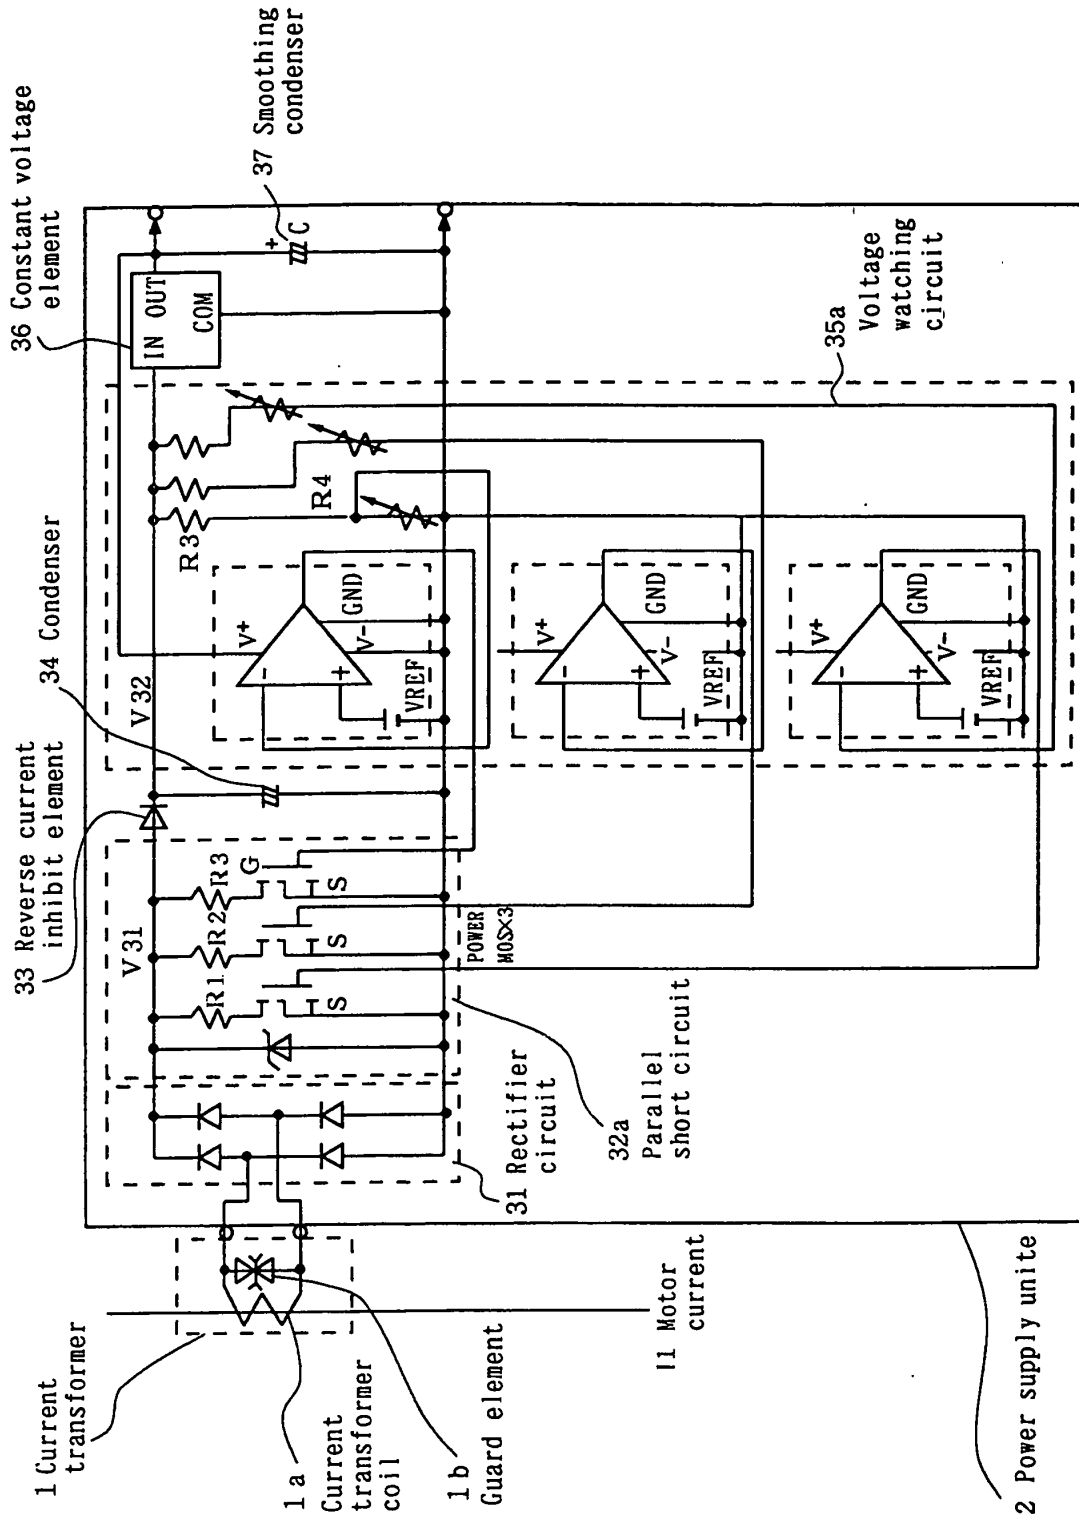 1 Current
transformer
1a
Current
transformer
coil
1b
Guard element
I1 Motor
current
2 Power supply unite
31 Rectifier
circuit
32a
Parallel
short circuit
33 Reverse current
inhibit element
34 Condenser
35a
Voltage
watching
circuit
36 Constant voltage
element
37 Smoothing
condenser
V31
R1
R2
R3
G
S
S
S
POWER
MOS×3
V32
R3
R4
V+
GND
V-
VREF
-
+
V+
GND
V-
VREF
-
+
V+
GND
V-
VREF
-
+
IN OUT
COM
+
C